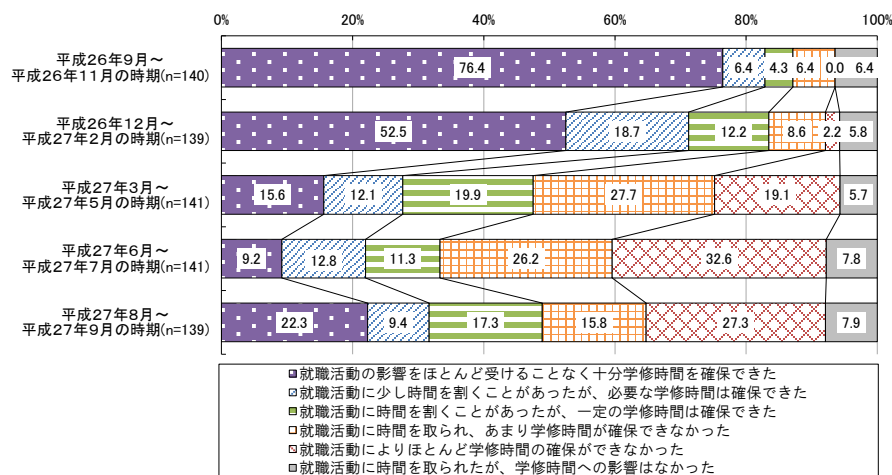 0% 20% 40% 60% 80% 100%
平成26年9月～
平成26年11月の時期(n=140)
76.4 6.4 4.3 6.4 0.0 6.4
平成26年12月～
平成27年2月の時期(n=139)
52.5 18.7 12.2 8.6 2.2 5.8
平成27年3月～
平成27年5月の時期(n=141)
15.6 12.1 19.9 27.7 19.1 5.7
平成27年6月～
平成27年7月の時期(n=141)
9.2 12.8 11.3 26.2 32.6 7.8
平成27年8月～
平成27年9月の時期(n=139)
22.3 9.4 17.3 15.8 27.3 7.9
就職活動の影響をほとんど受けることなく十分学修時間を確保できた
就職活動に少し時間を割くことがあったが、必要な学修時間は確保できた
就職活動に時間を割くことがあったが、一定の学修時間は確保できた
就職活動に時間を取られ、あまり学修時間が確保できなかった
就職活動によりほとんど学修時間の確保ができなかった
就職活動に時間を取られたが、学修時間への影響はなかった